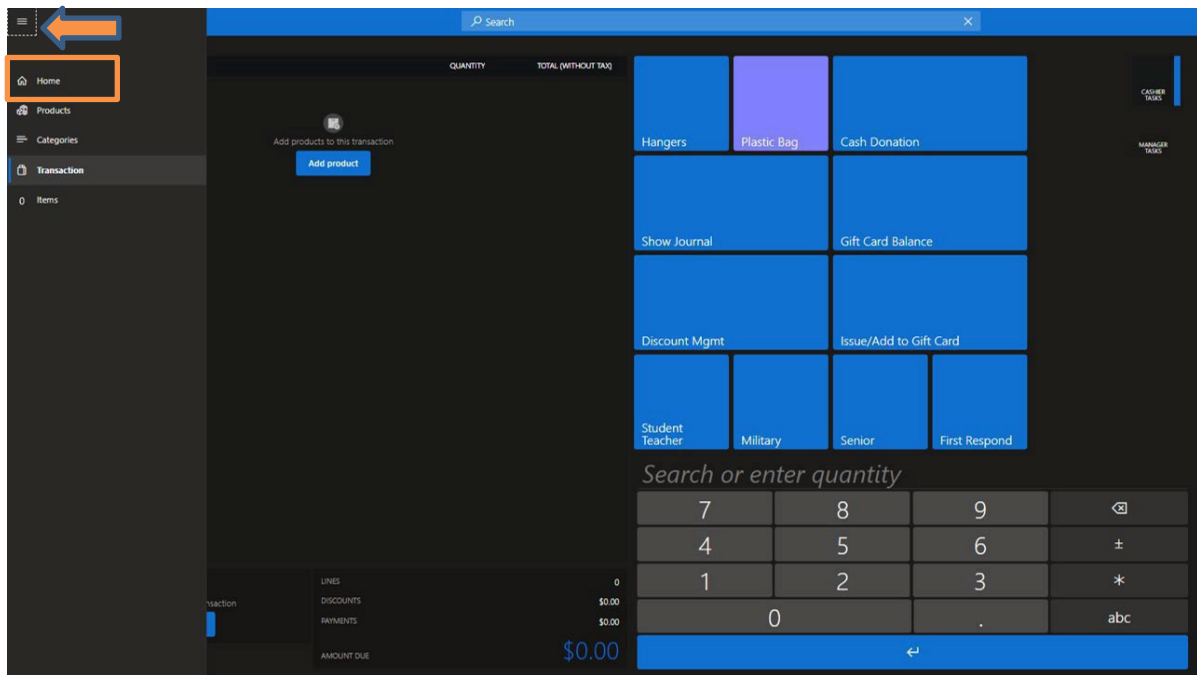 Search
Home
Products
Categories
Transaction
0 Items
QUANTITY TOTAL (WITHOUT TAX)
Add products to this transaction
Add product
Hangers
Plastic Bag
Cash Donation
CASHIER
TASKS
MANAGER
TASKS
Show Journal
Gift Card Balance
Discount Mgmt
Issue/Add to Gift Card
Student
Teacher
Military
Senior
First Respond
Search or enter quantity
7 8 9
4 5 6 ±
1 2 3 *
0 . abc
nsaction
LINES 0
DISCOUNTS $0.00
PAYMENTS $0.00
AMOUNT DUE $0.00